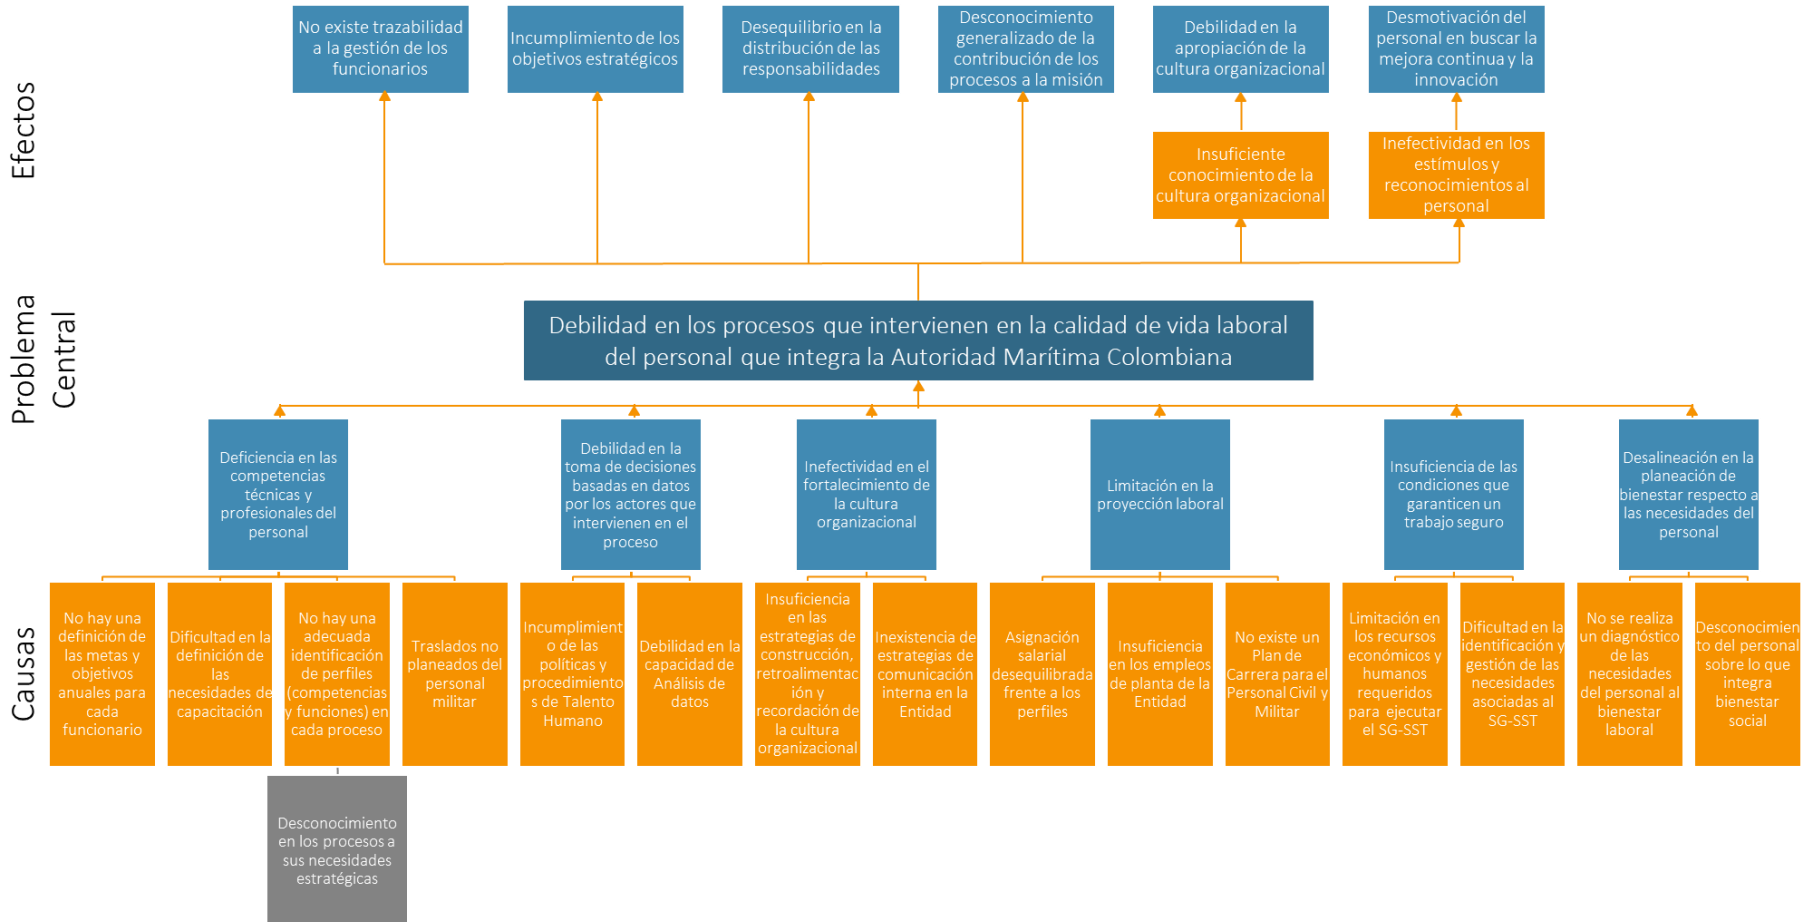 Efectos
No existe trazabilidad
a la gestión de los
funcionarios
Incumplimiento de los
objetivos estratégicos
Desequilibrio en la
distribución de las
responsabilidades
Desconocimiento
generalizado de la
contribución de los
procesos a la misión
Debilidad en la
apropiación de la
cultura organizacional
Desmotivación del
personal en buscar la
mejora continua y la
innovación
Insuficiente
conocimiento de la
cultura organizacional
Inefectividad en los
estímulos y
reconocimientos al
personal
Problema
Central
Debilidad en los procesos que intervienen en la calidad de vida laboral
del personal que integra la Autoridad Marítima Colombiana
Causas
Deficiencia en las
competencias
técnicas y
profesionales del
personal
Debilidad en la
toma de decisiones
basadas en datos
por los actores que
intervienen en el
proceso
Inefectividad en el
fortalecimiento de
la cultura
organizacional
Limitación en la
proyección laboral
Insuficiencia de las
condiciones que
garanticen un
trabajo seguro
Desalineación en la
planeación de
bienestar respecto a
las necesidades del
personal
No hay una
definición de
las metas y
objetivos
anuales para
cada
funcionario
Dificultad en la
definición de
las
necesidades de
capacitación
No hay una
adecuada
identificación
de perfiles
(competencias
y funciones) en
cada proceso
Traslados no
planeados del
personal
militar
Incumplimient
o de las
políticas y
procedimiento
s de Talento
Humano
Debilidad en la
capacidad de
Análisis de
datos
Insuficiencia
en las
estrategias de
construcción,
retroalimentac
ión y
recordación de
la cultura
organizacional
Inexistencia de
estrategias de
comunicación
interna en la
Entidad
Asignación
salarial
desequilibrada
frente a los
perfiles
Insuficiencia
en los empleos
de planta de la
Entidad
No existe un
Plan de
Carrera para el
Personal Civil y
Militar
Limitación en
los recursos
económicos y
humanos
requeridos
para ejecutar
el SG-SST
Dificultad en la
identificación y
gestión de las
necesidades
asociadas al
SG-SST
No se realiza
un diagnóstico
de las
necesidades
del personal al
bienestar
laboral
Desconocimien
to del personal
sobre lo que
integra
bienestar
social
Desconocimiento
en los procesos a
sus necesidades
estratégicas